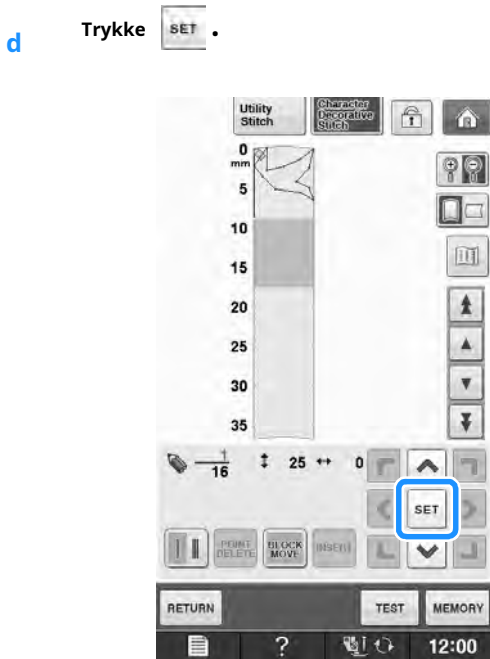 d Trykke SET .
Utility Stitch
Character Decorative Stitch
0
mm
5
10
15
20
25
30
35
1
16
25
0
SET
POINT DELETE
BLOCK MOVE
INSERT
RETURN
TEST
MEMORY
?
12:00